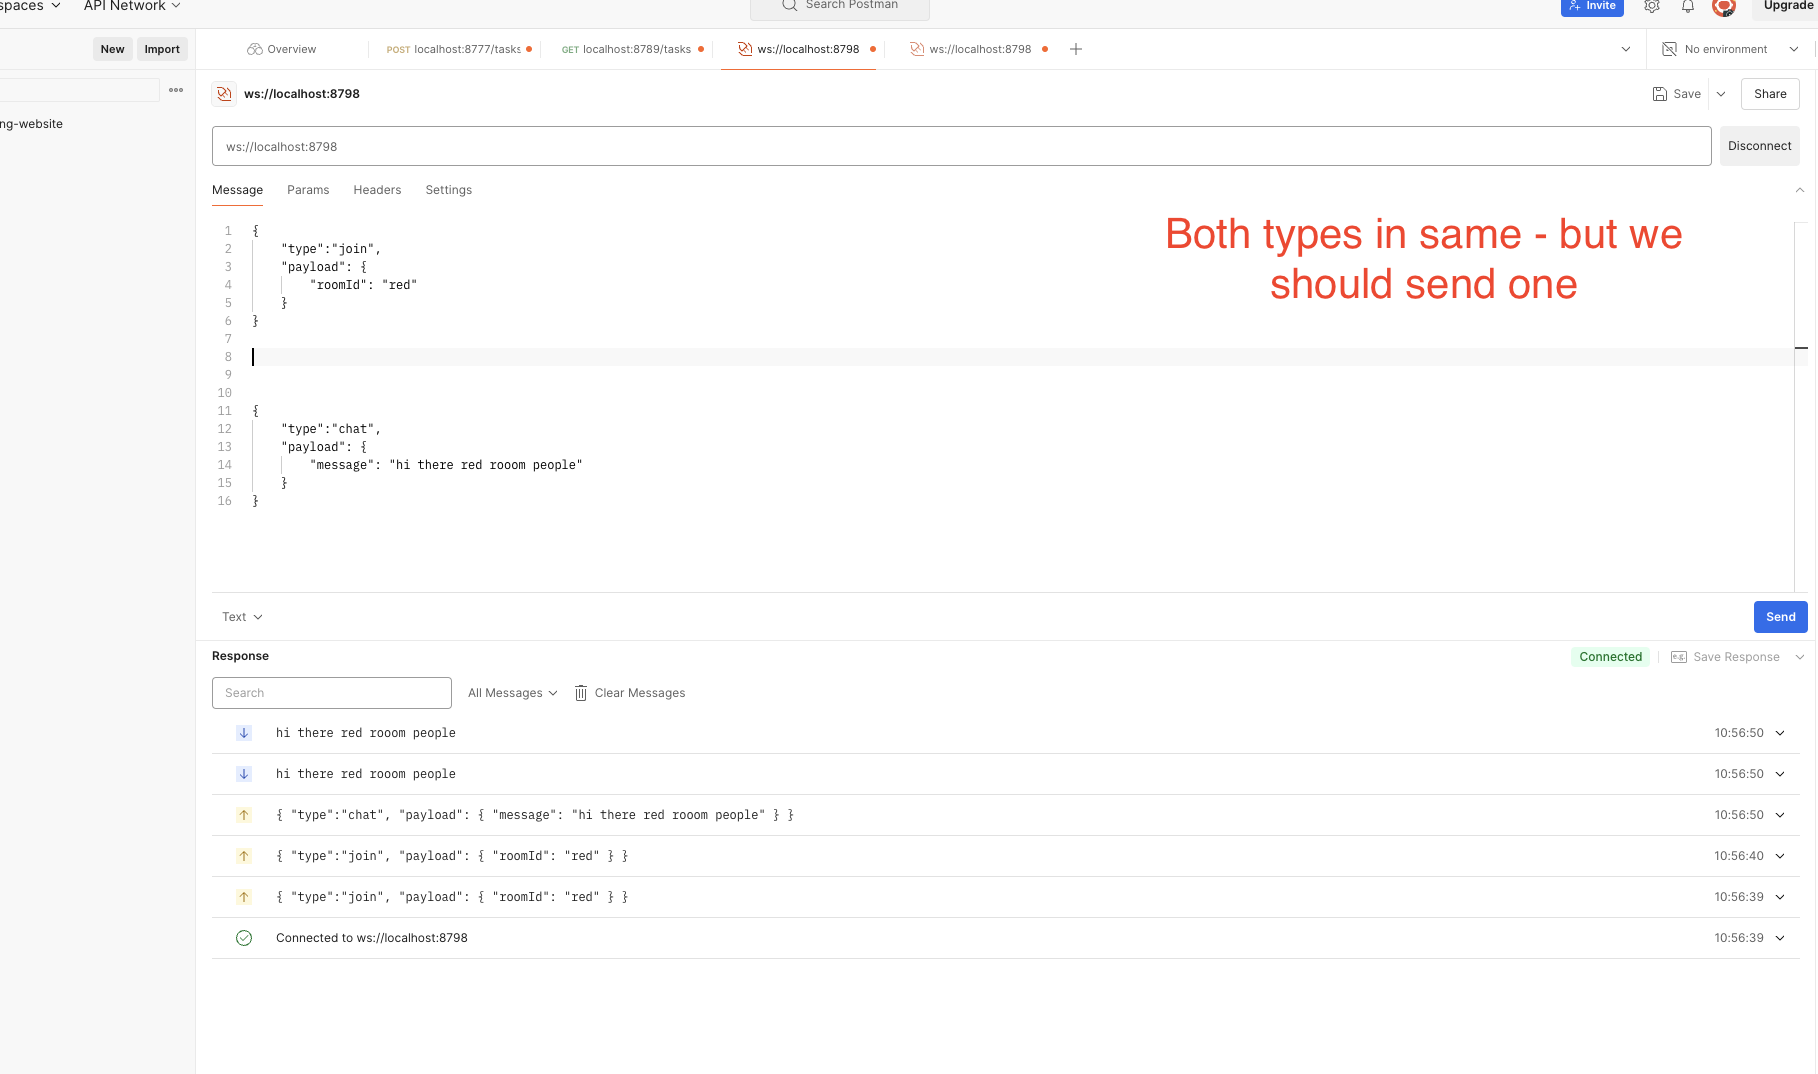 spaces
API Network
Search Postman
Invite
Upgrade
New
Import
Overview
POST localhost:8777/tasks
GET localhost:8789/tasks
ws://localhost:8798
ws://localhost:8798
No environment
ws://localhost:8798
Save
Share
ng-website
ws://localhost:8798
Disconnect
Message
Params
Headers
Settings
Both types in same - but we
should send one
1 {
2 "type":"join",
3 "payload": {
4 "roomId": "red"
5 }
6 }
7
8
9
10
11 {
12 "type":"chat",
13 "payload": {
14 "message": "hi there red rooom people"
15 }
16 }
Text
Send
Response
Connected
e.g.
Save Response
Search
All Messages
Clear Messages
hi there red rooom people 10:56:50
hi there red rooom people 10:56:50
{ "type":"chat", "payload": { "message": "hi there red rooom people" } } 10:56:50
{ "type":"join", "payload": { "roomId": "red" } } 10:56:40
{ "type":"join", "payload": { "roomId": "red" } } 10:56:39
Connected to ws://localhost:8798 10:56:39